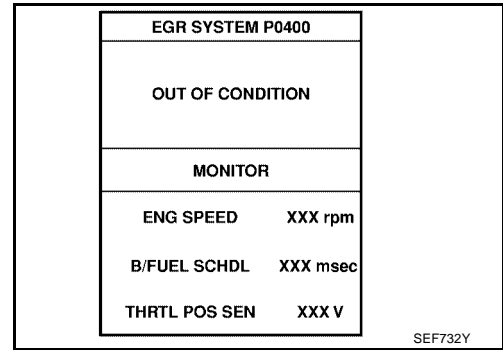 EGR SYSTEM P0400
OUT OF CONDITION
MONITOR
ENG SPEED XXX rpm
B/FUEL SCHDL XXX msec
THRTL POS SEN XXX V
SEF732Y